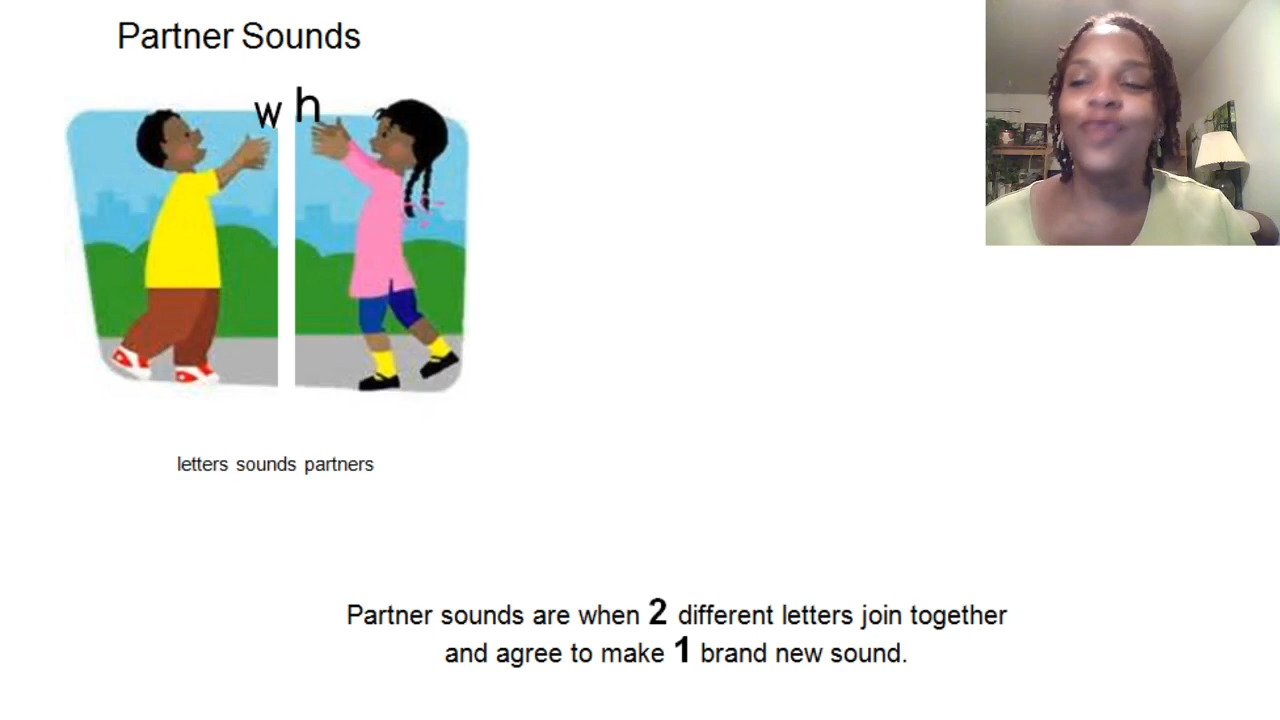 Partner Sounds
w h
letters sounds partners
Partner sounds are when 2 different letters join together
and agree to make 1 brand new sound.